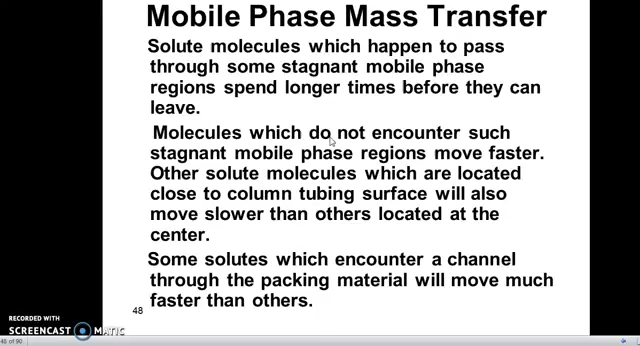 Mobile Phase Mass Transfer
Solute molecules which happen to pass
through some stagnant mobile phase
regions spend longer times before they can
leave.
Molecules which do not encounter such
stagnant mobile phase regions move faster.
Other solute molecules which are located
close to column tubing surface will also
move slower than others located at the
center.
Some solutes which encounter a channel
through the packing material will move much
faster than others.
48
RECORDED WITH
SCREENCAST MATIC
48 of 90